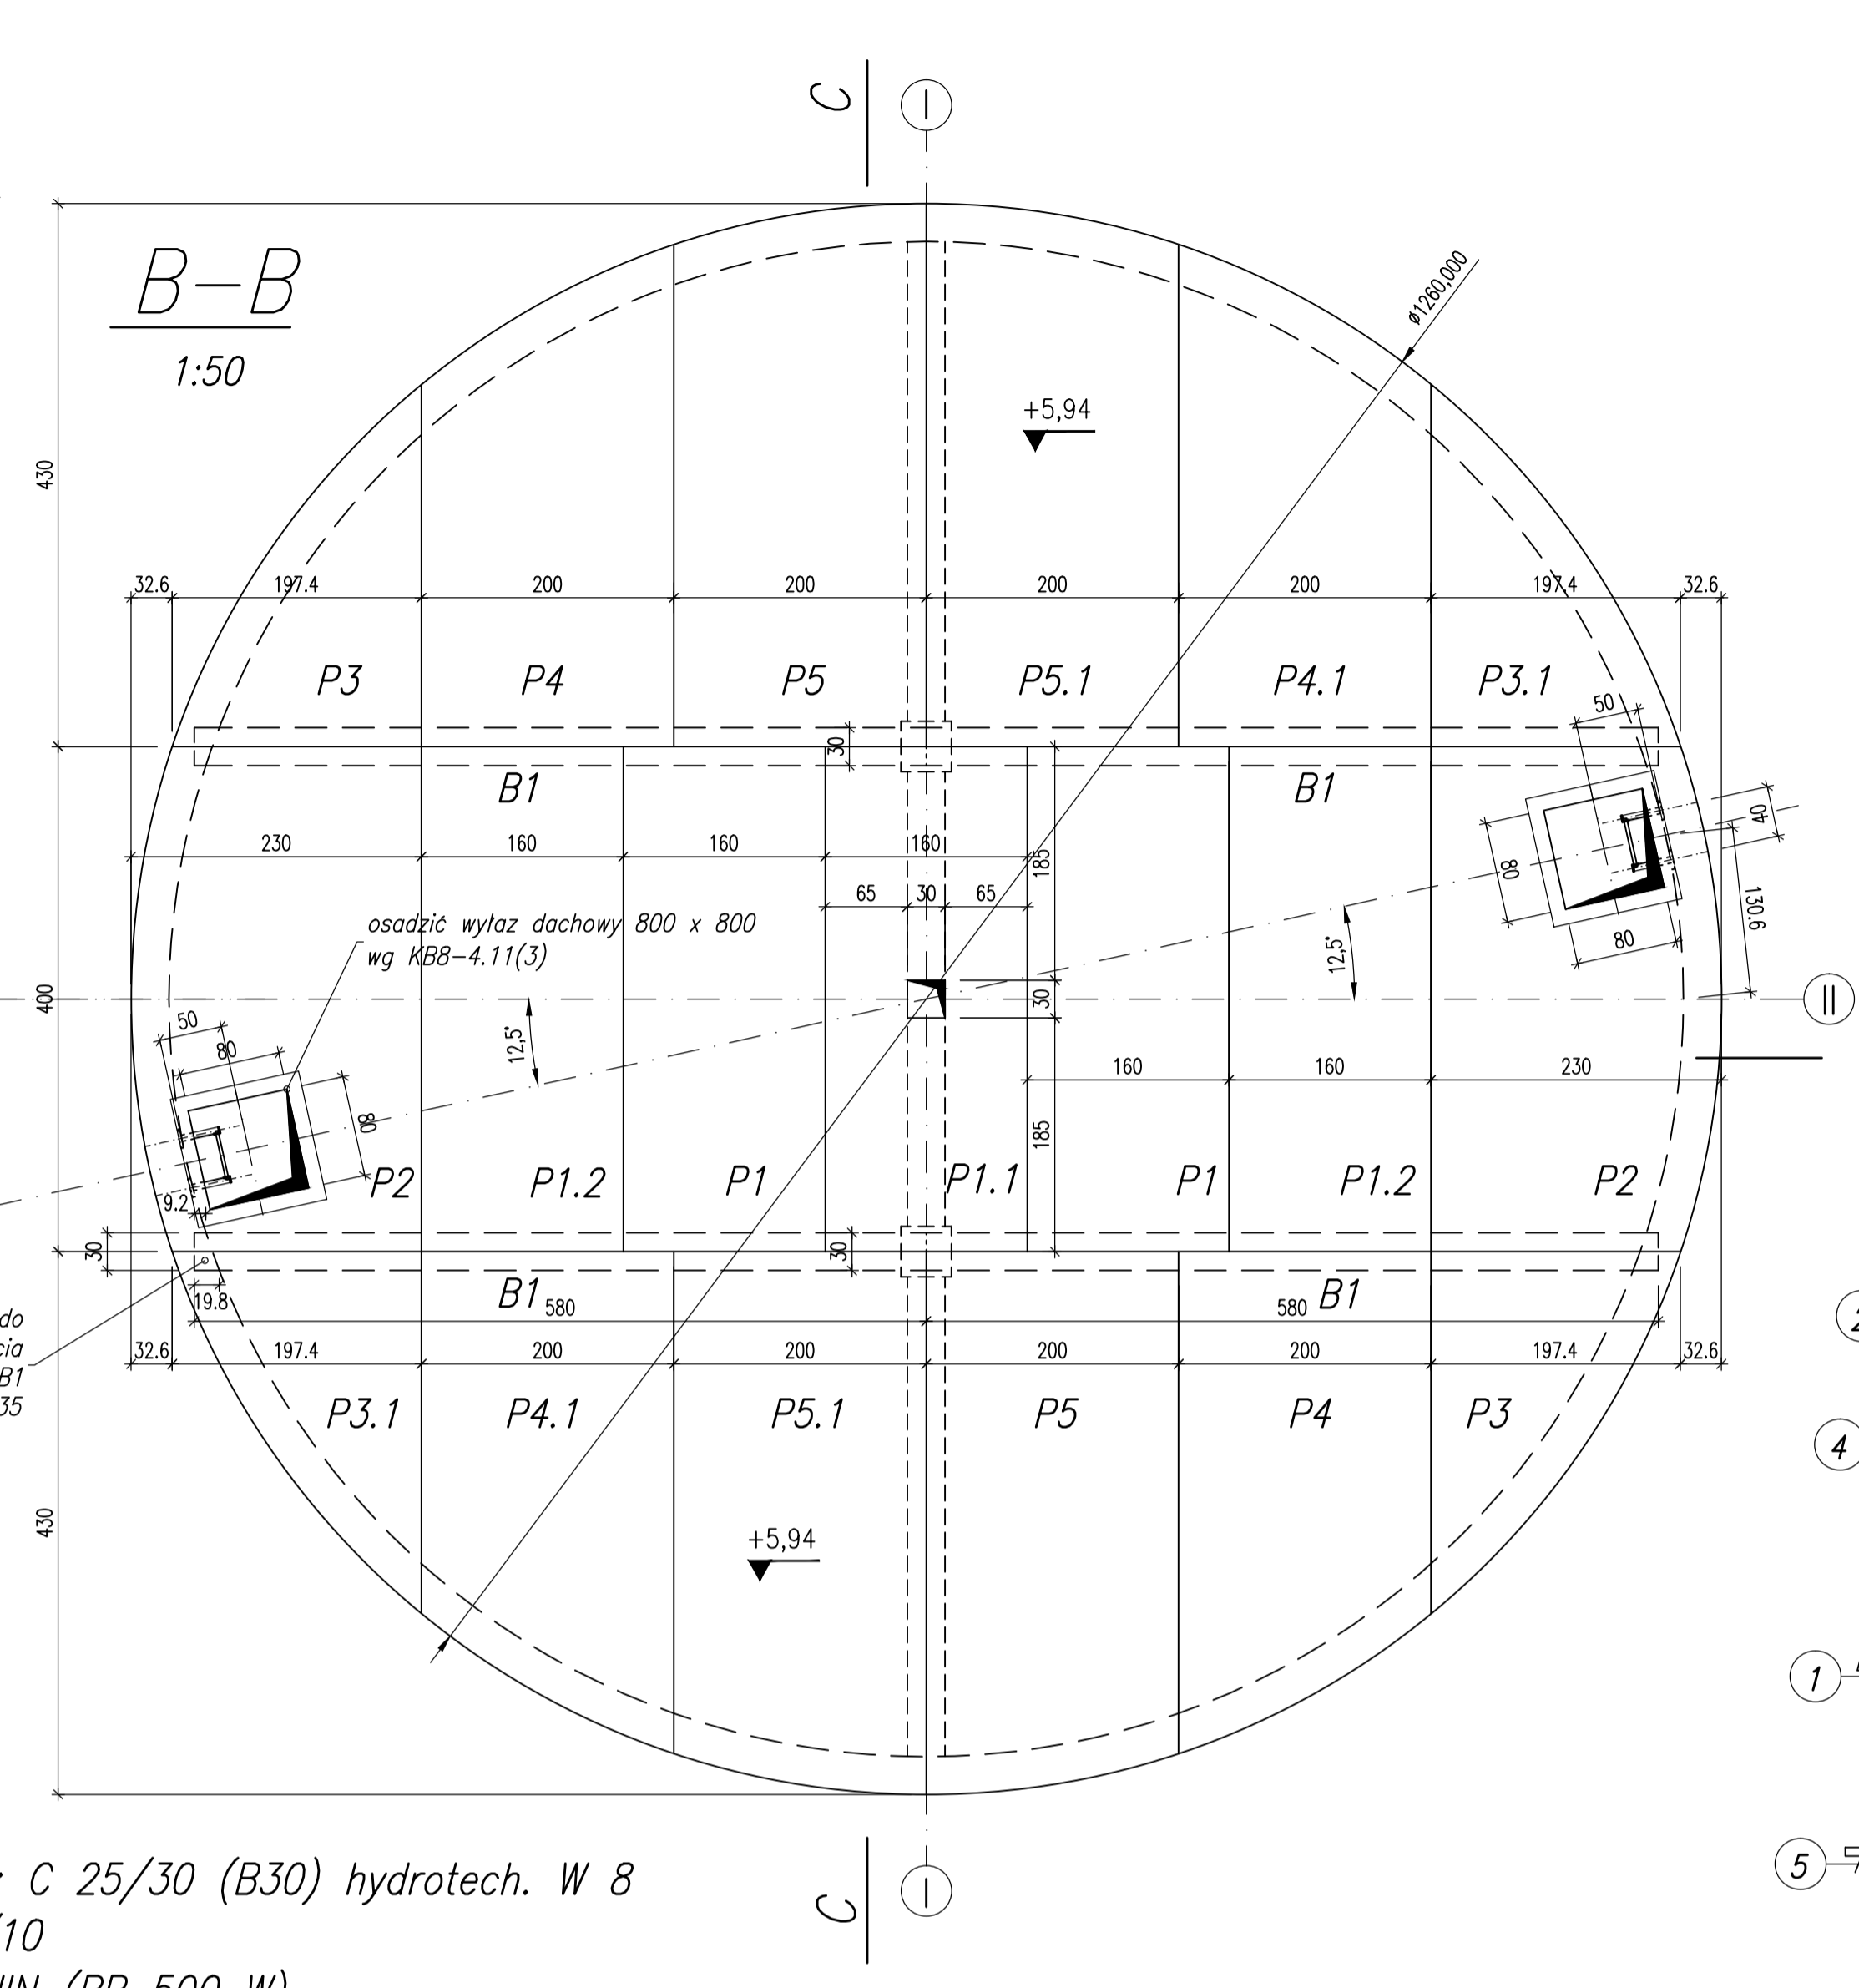 C
I
B-B
1:50
ø1260,000
430
+5,94
32.6
197.4
200
200
200
200
197.4
32.6
P3
P4
P5
P5.1
P4.1
P3.1
50
30
B1
B1
40
230
160
160
160
185
80
65
30
65
130.6
osadzić wyłaz dachowy 800 x 800
wg KB8-4.11(3)
80
12,5°
400
30
II
50
80
12,5°
160
160
230
80
185
P2
P1.2
P1
P1.1
P1
P1.2
P2
9.2
30
30
19.8
B1
580
580
B1
do
B1
35
32.6
197.4
200
200
200
200
197.4
32.6
P3.1
P4.1
P5.1
P5
P4
P3
4
430
+5,94
1
5
C 25/30 (B30) hydrotech. W 8
/10
C
I